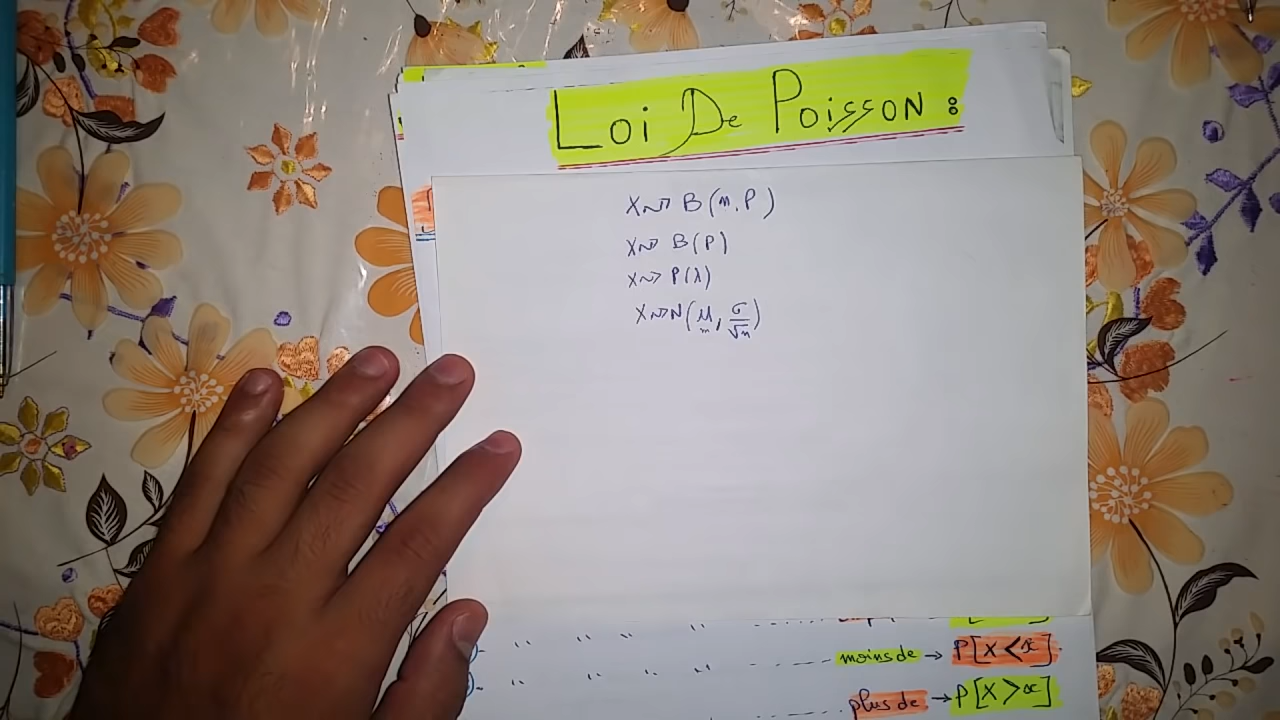 Loi De Poisson :
X ⇝ B(n, P)
X ⇝ B(P)
X ⇝ P(λ)
X ⇝ N(μ, σ/√n)
m
moins de → P[X < x]
plus de → P[X > x]